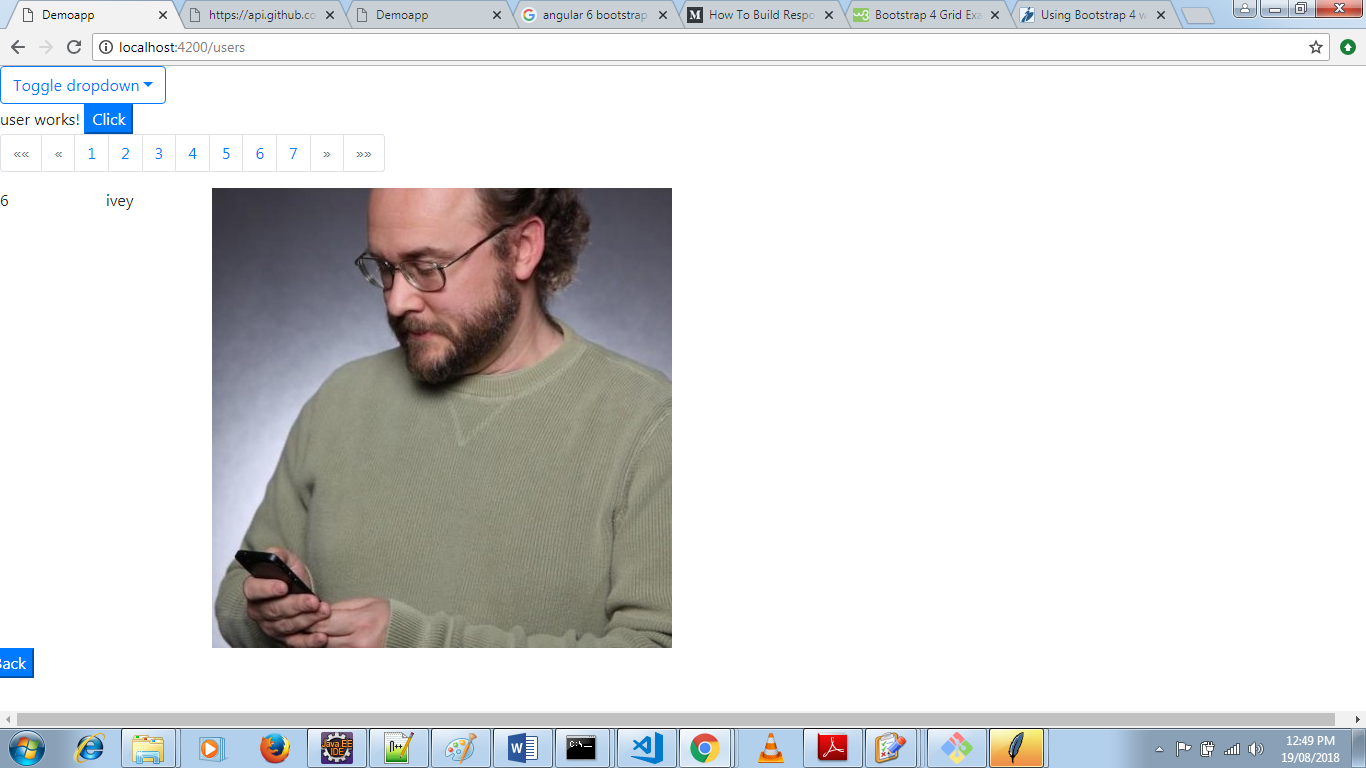 Demoapp
https://api.github.co
Demoapp
angular 6 bootstrap
How To Build Respo
Bootstrap 4 Grid Exa
Using Bootstrap 4 w
localhost:4200/users
Toggle dropdown
user works! Click
«« « 1 2 3 4 5 6 7 » »»
6 ivey
Back
12:49 PM
19/08/2018